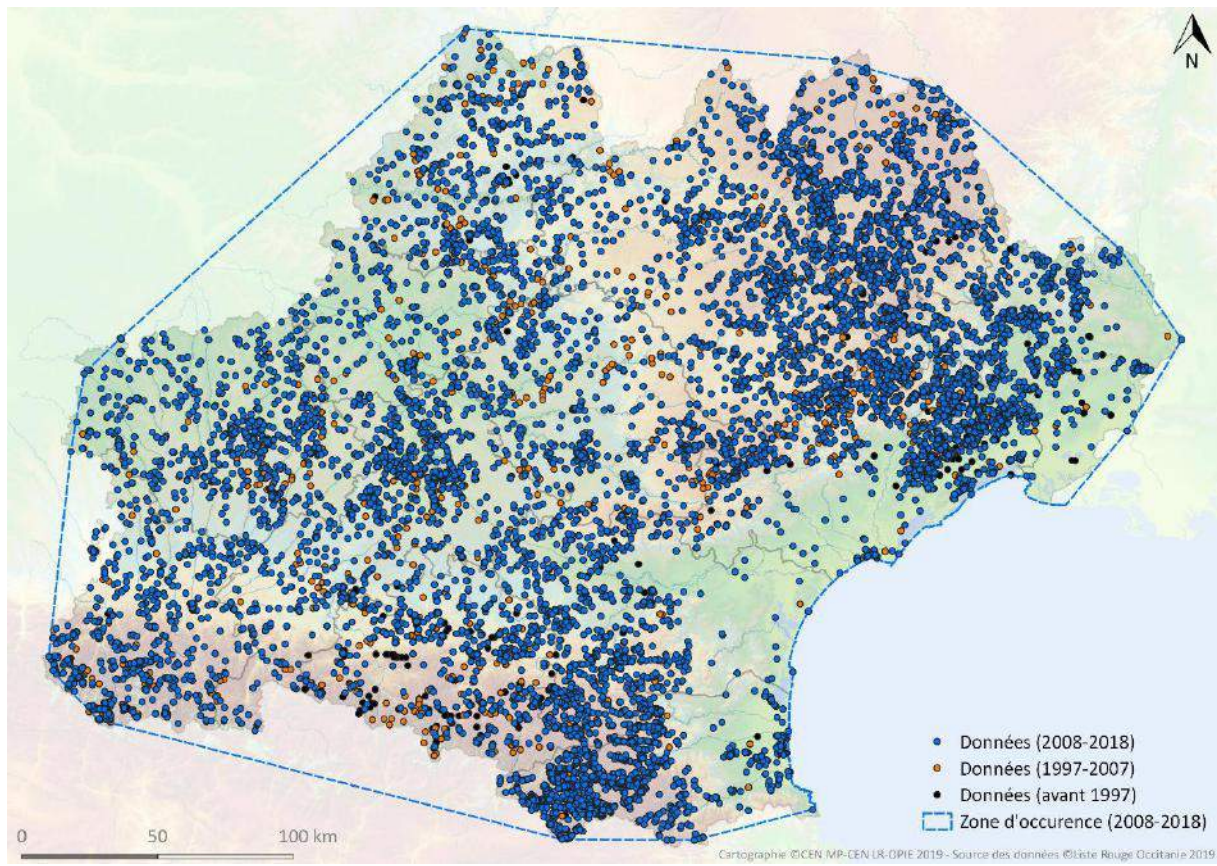 N
Données (2008-2018)
Données (1997-2007)
Données (avant 1997)
Zone d'occurence (2008-2018)
0 50 100 km
Cartographie ©CEN MP-CEN LR-OPIE 2019 - Source des données ©Liste Rouge Occitanie 2019